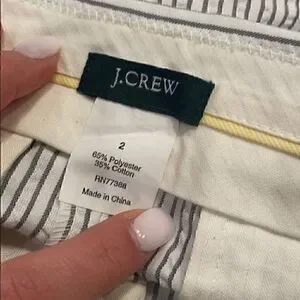 J.CREW
2
65% Polyester
35% Cotton
RN77388
Made in China